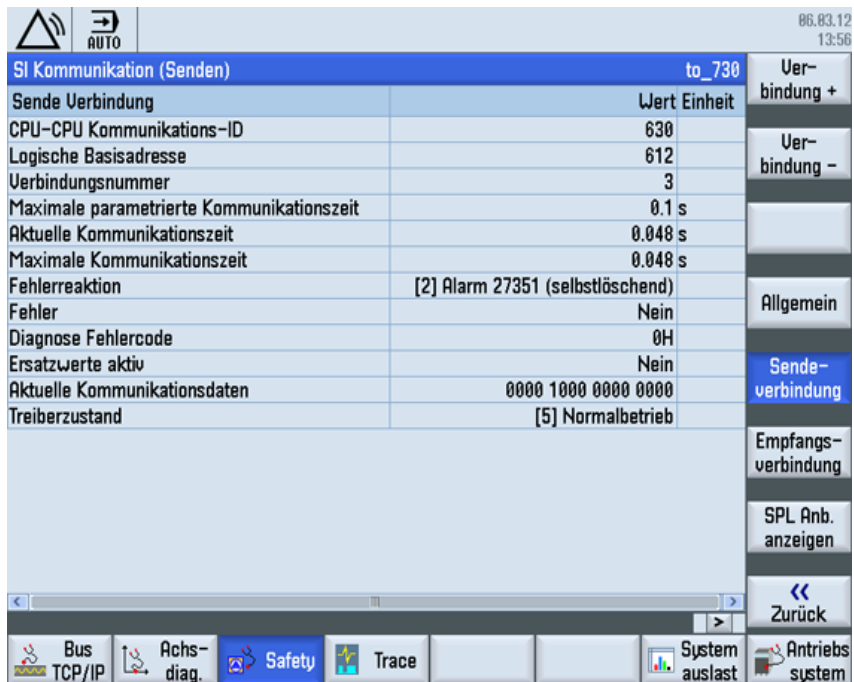 06.03.12
13:56
AUTO
SI Kommunikation (Senden) to_730
Sende Verbindung Wert Einheit
CPU-CPU Kommunikations-ID 630
Logische Basisadresse 612
Verbindungsnummer 3
Maximale parametrierte Kommunikationszeit 0.1 s
Aktuelle Kommunikationszeit 0.048 s
Maximale Kommunikationszeit 0.048 s
Fehlerreaktion [2] Alarm 27351 (selbstlöschend)
Fehler Nein
Diagnose Fehlercode 0H
Ersatzwerte aktiv Nein
Aktuelle Kommunikationsdaten 0000 1000 0000 0000
Treiberzustand [5] Normalbetrieb
Ver-
bindung +
Ver-
bindung -
Allgemein
Sende-
verbindung
Empfangs-
verbindung
SPL Anb.
anzeigen
<<
Zurück
>
Bus
TCP/IP
Achs-
diag.
Safety
Trace
System
auslast
Antriebs
system